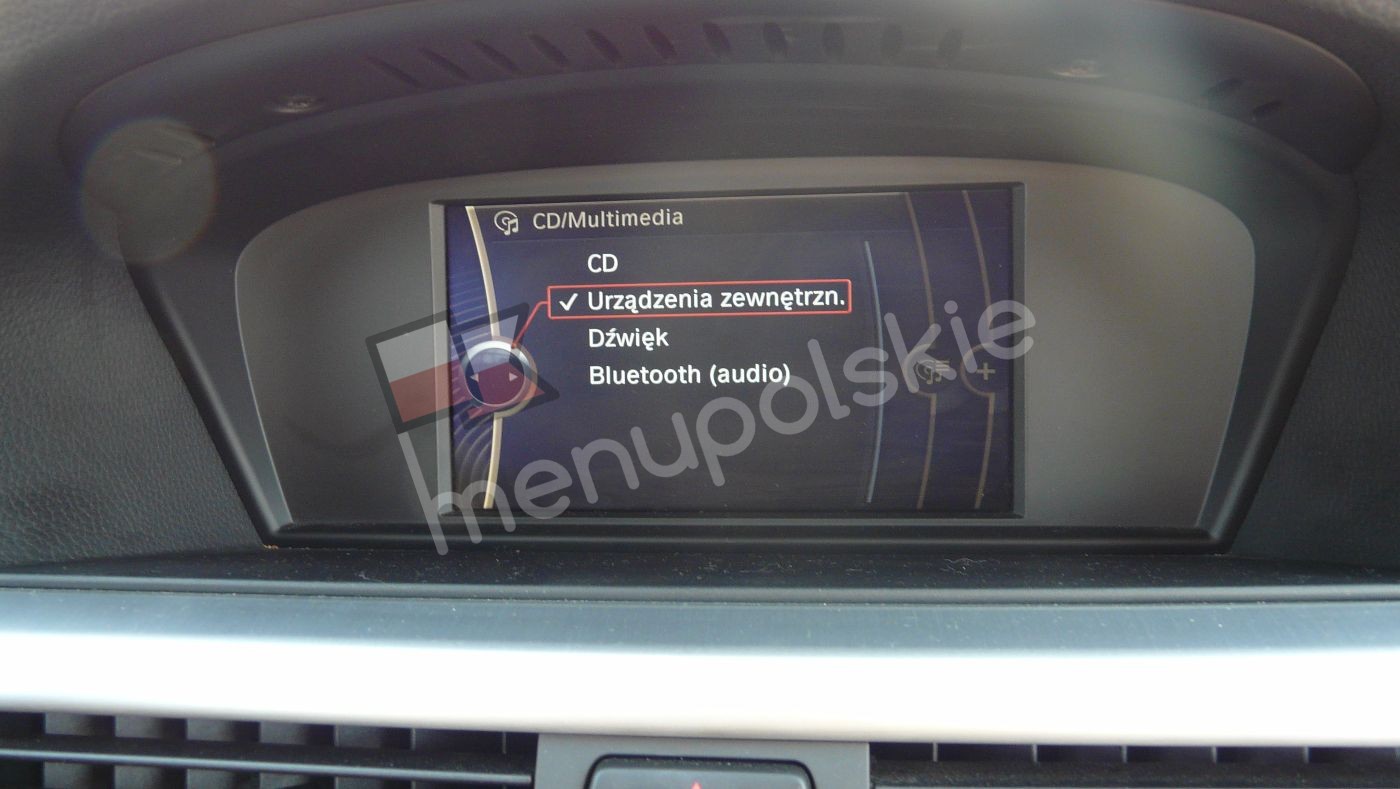 CD/Multimedia
CD
✓ Urządzenia zewnętrzn.
Dźwięk
Bluetooth (audio)
menupolskie